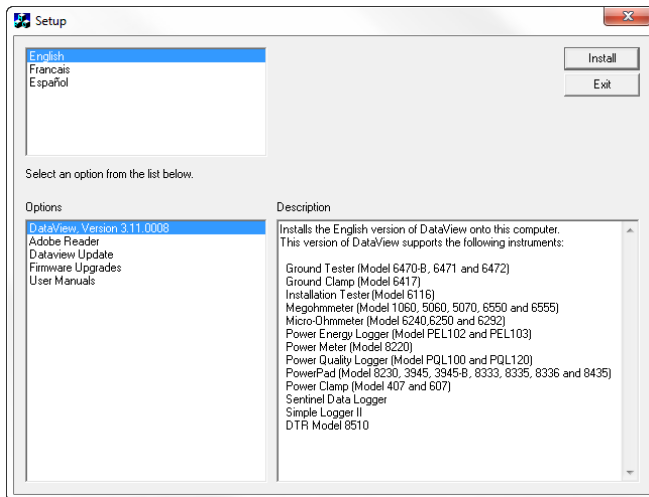 Setup
English
Francais
Español
Install
Exit
Select an option from the list below.
Options
DataView, Version 3.11.0008
Adobe Reader
Dataview Update
Firmware Upgrades
User Manuals
Description
Installs the English version of DataView onto this computer.
This version of DataView supports the following instruments:
Ground Tester (Model 6470-B, 6471 and 6472)
Ground Clamp (Model 6417)
Installation Tester (Model 6116)
Megohmmeter (Model 1060, 5060, 5070, 6550 and 6555)
Micro-Ohmmeter (Model 6240,6250 and 6292)
Power Energy Logger (Model PEL102 and PEL103)
Power Meter (Model 8220)
Power Quality Logger (Model PQL100 and PQL120)
PowerPad (Model 8230, 3945, 3945-B, 8333, 8335, 8336 and 8435)
Power Clamp (Model 407 and 607)
Sentinel Data Logger
Simple Logger II
DTR Model 8510